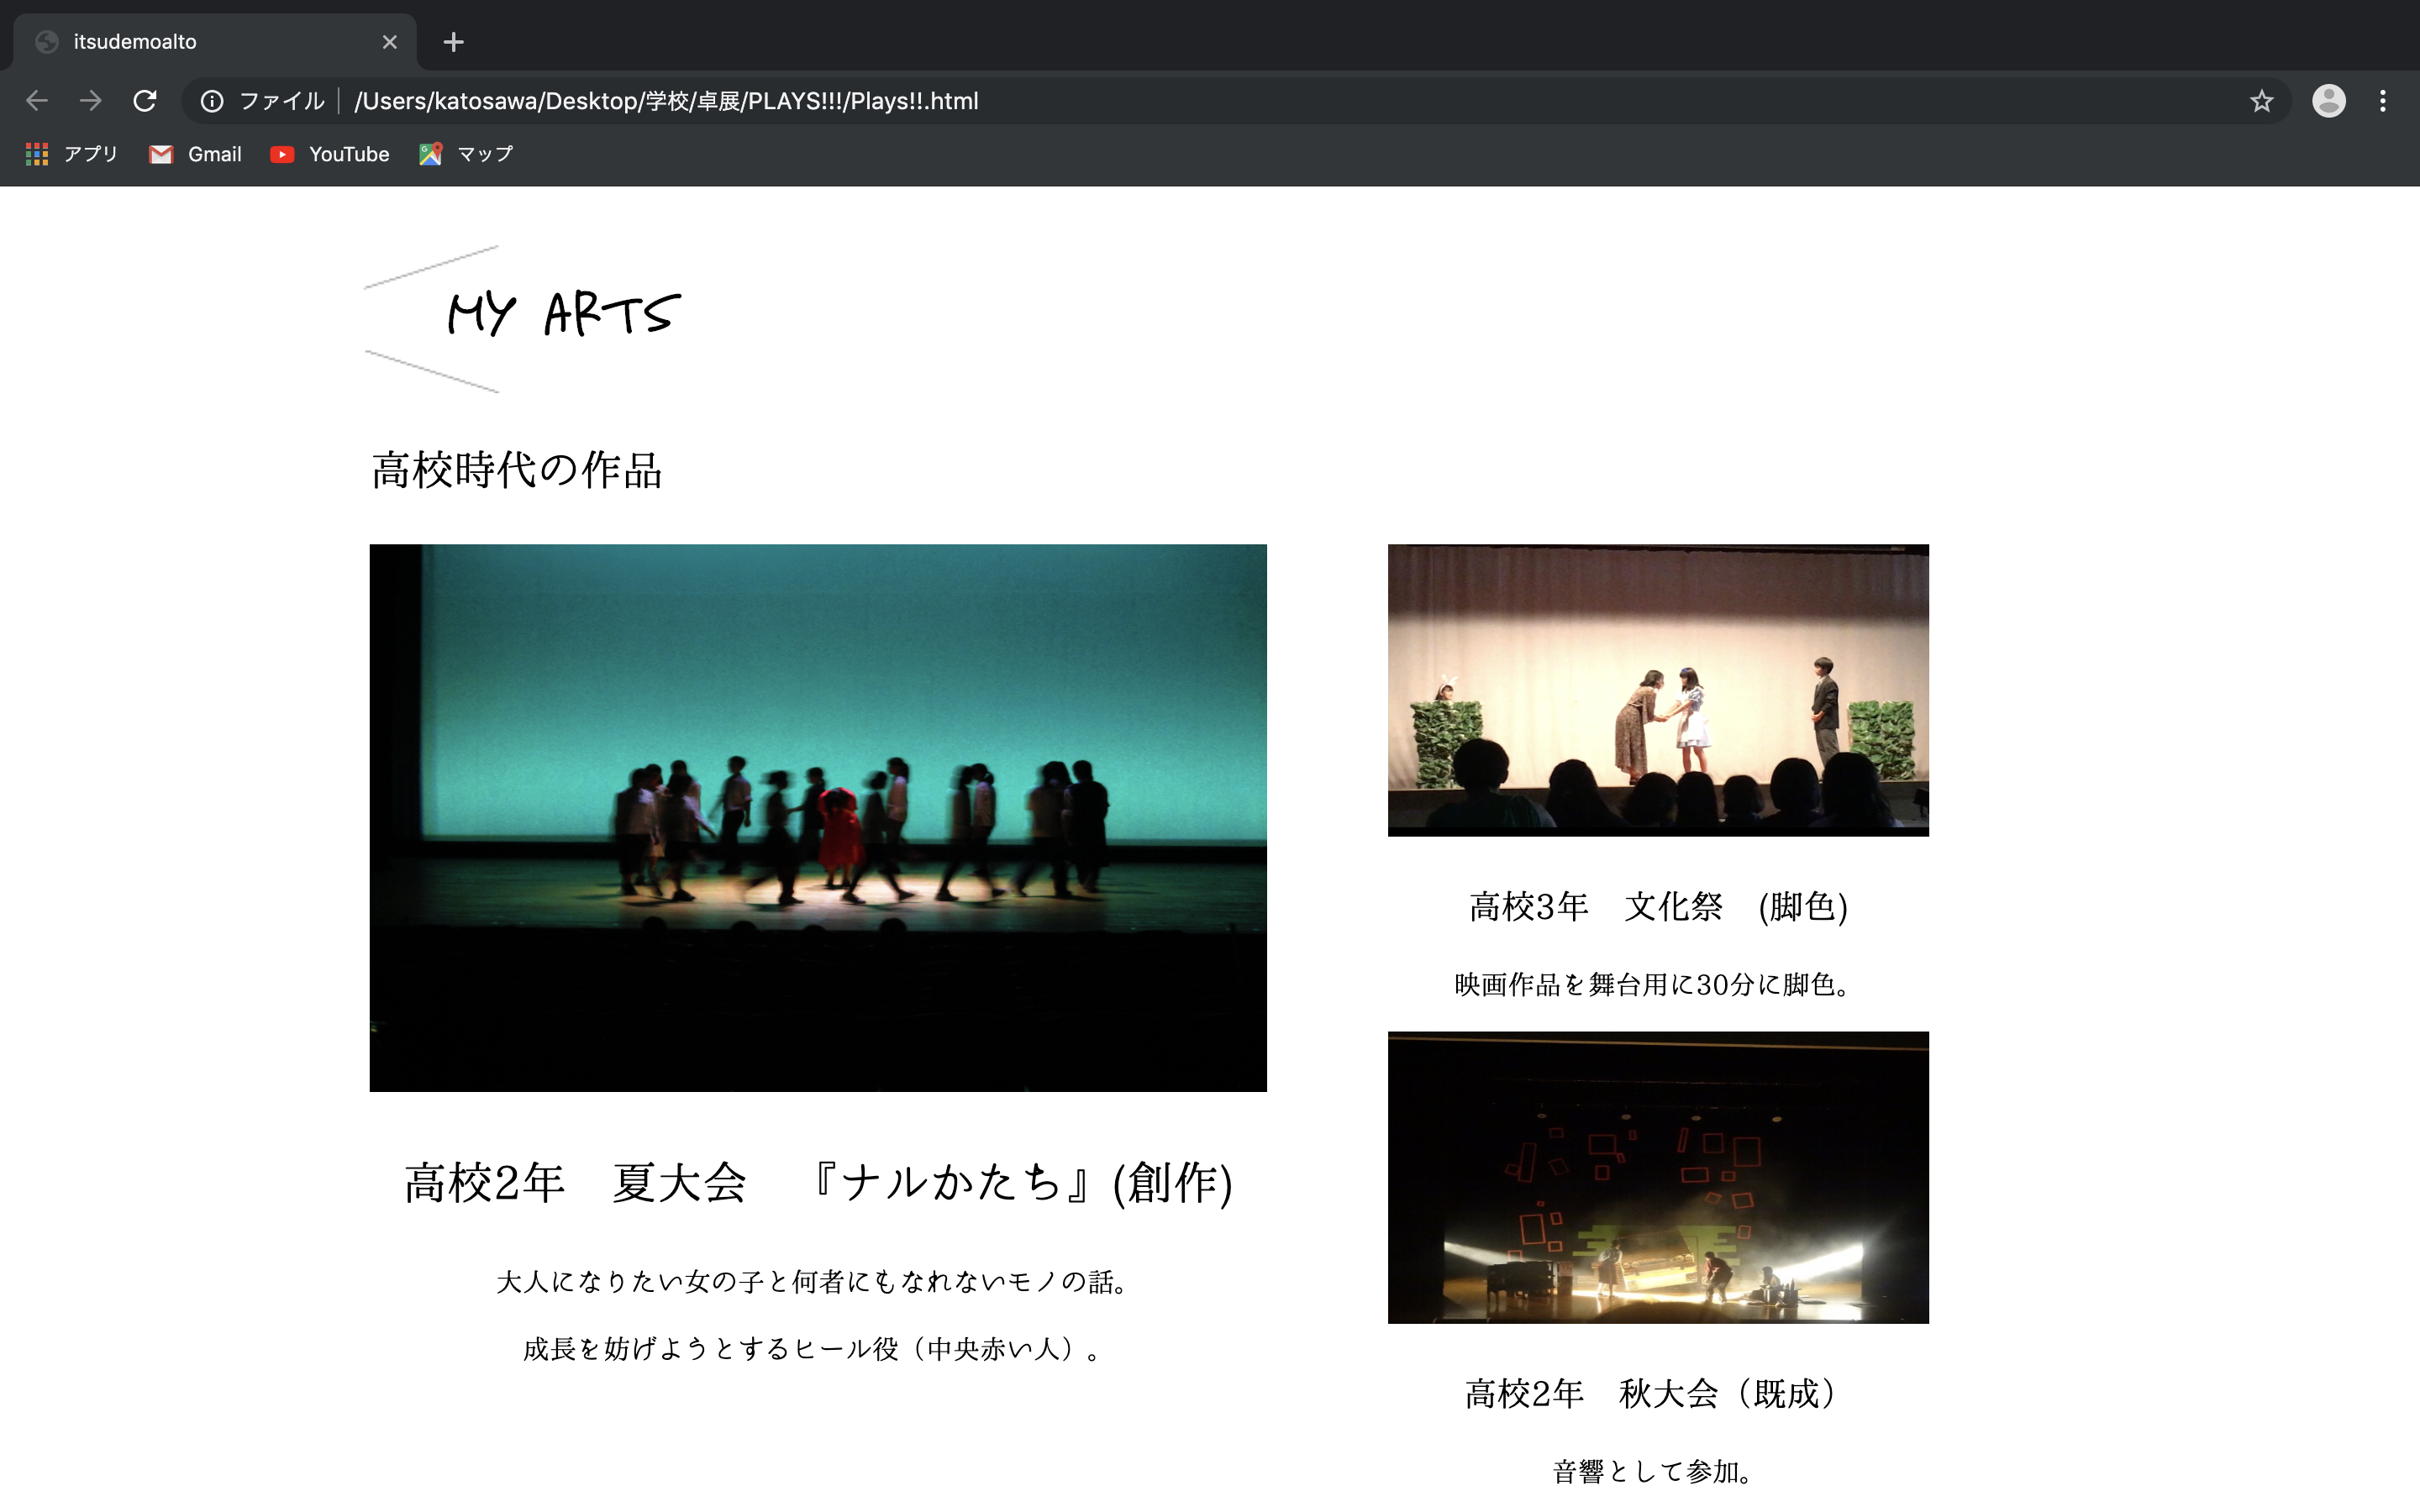 itsudemoalto
ファイル | /Users/katosawa/Desktop/学校/卓展/PLAYS!!!/Plays!!.html
アプリ Gmail YouTube マップ
MY ARTS
高校時代の作品
高校2年　夏大会　『ナルかたち』(創作)
大人になりたい女の子と何者にもなれないモノの話。
成長を妨げようとするヒール役（中央赤い人）。
高校3年　文化祭　(脚色)
映画作品を舞台用に30分に脚色。
高校2年　秋大会（既成）
音響として参加。